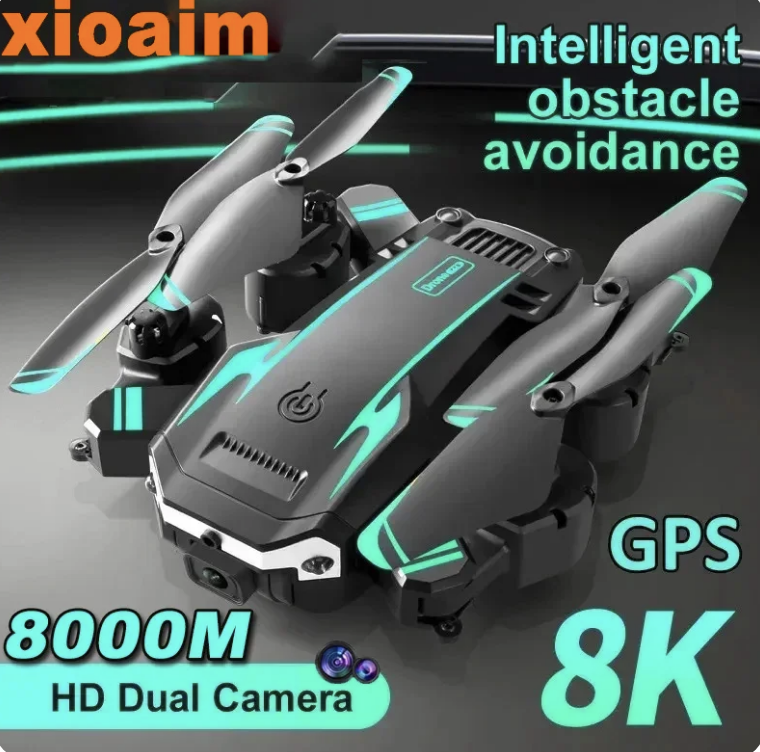 xioaim
Intelligent
obstacle
avoidance
GPS
8000M
HD Dual Camera
8K